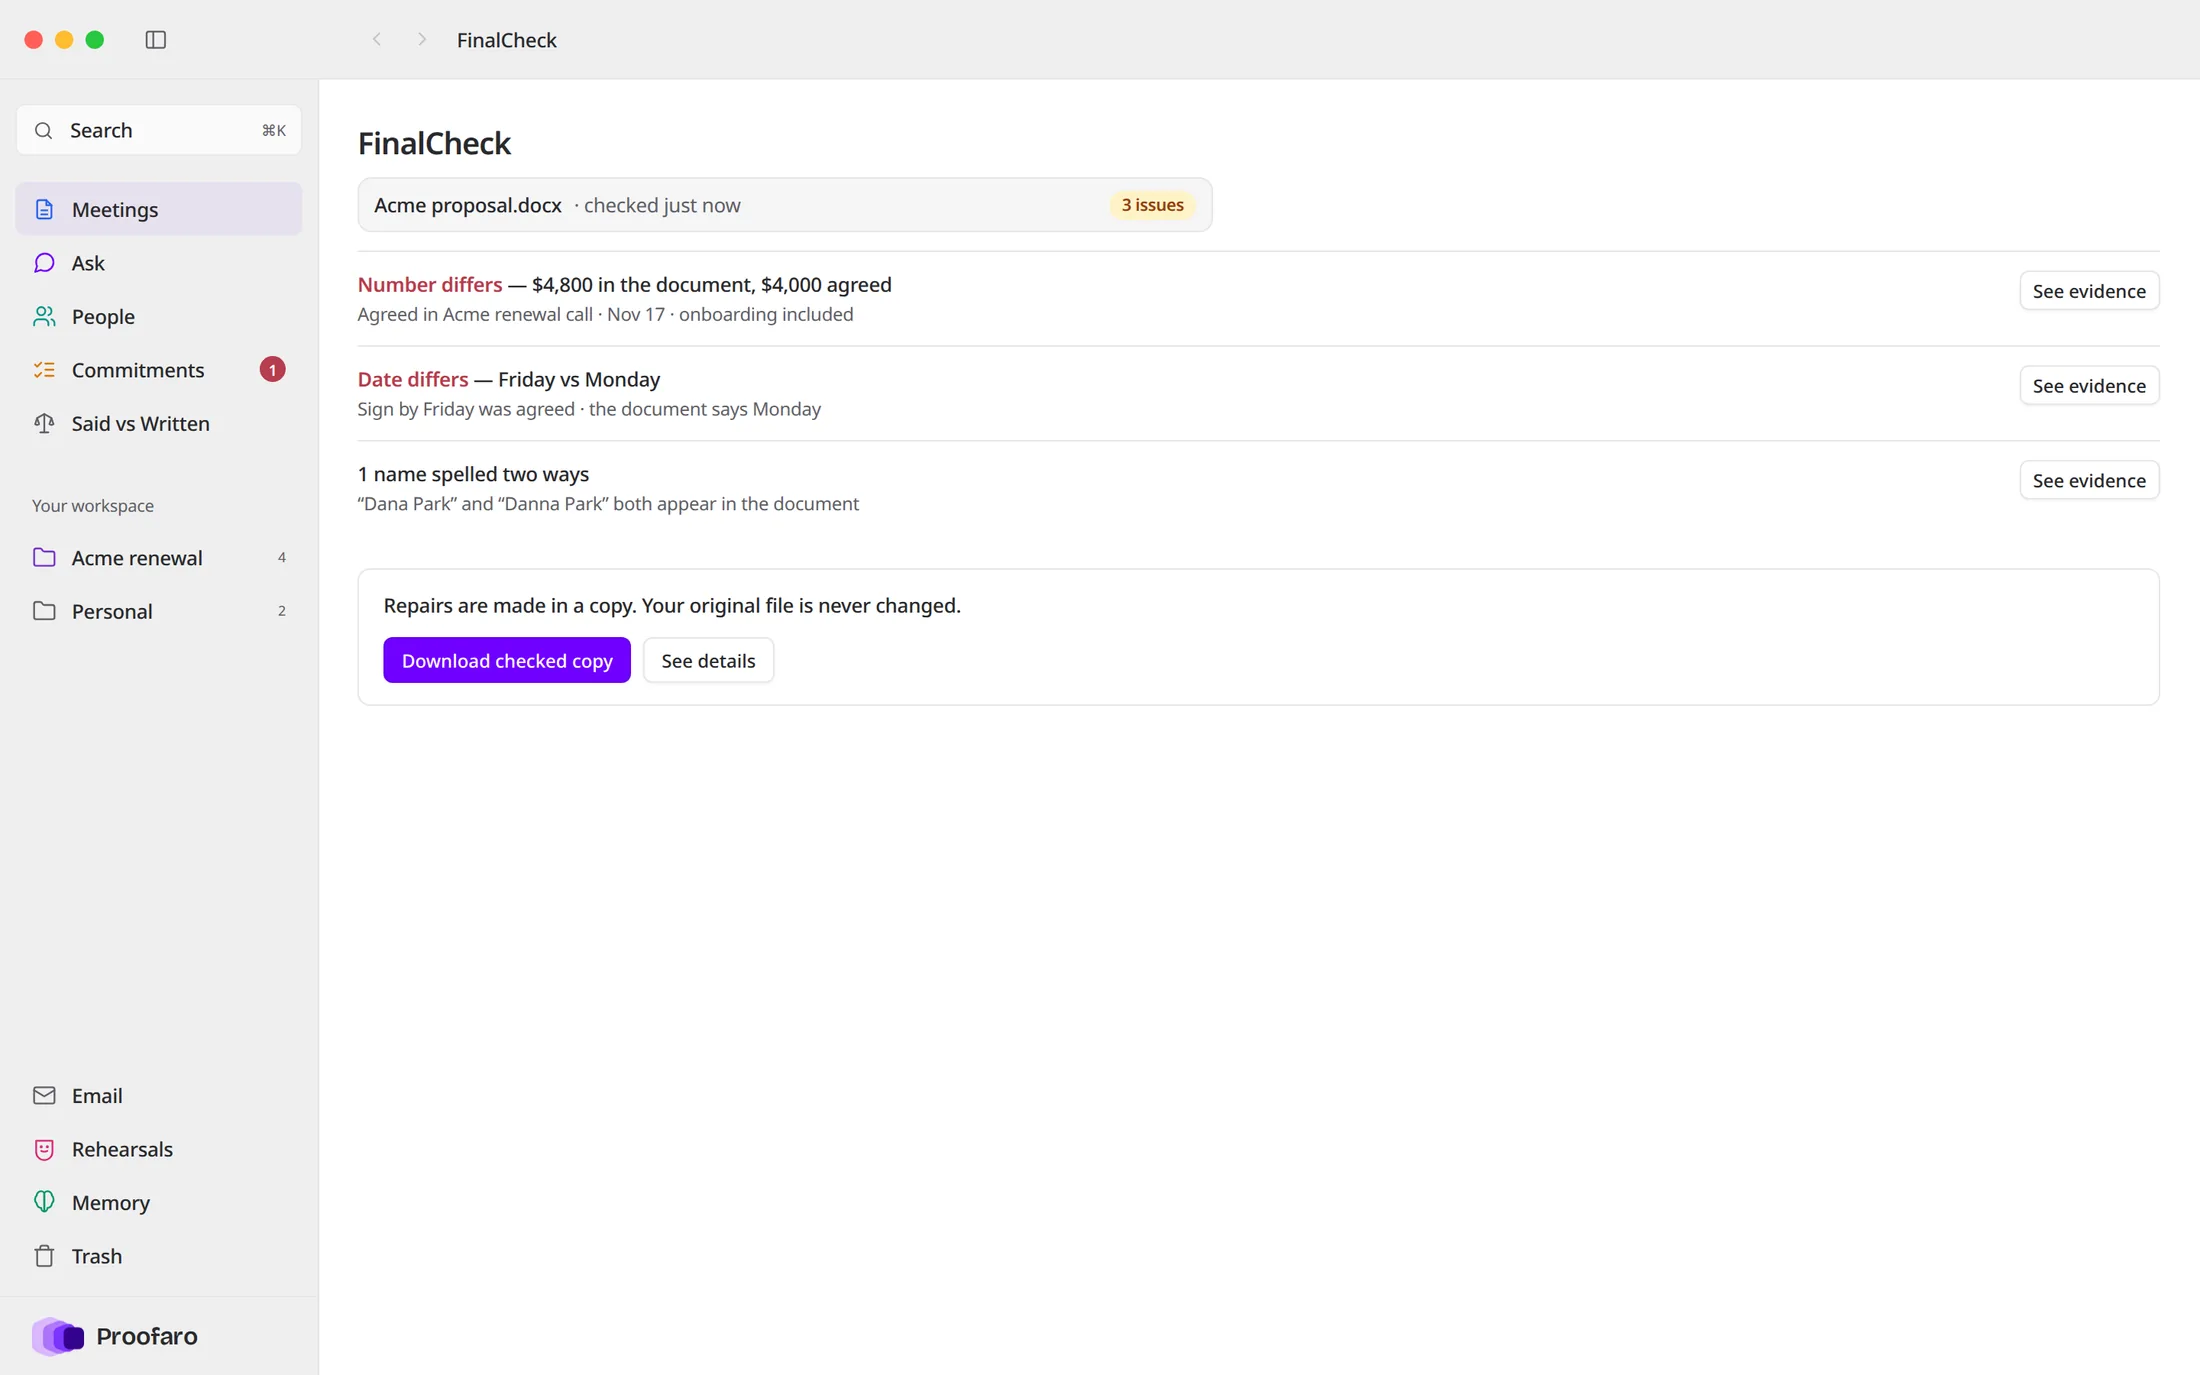 FinalCheck
Search ⌘K
Meetings
Ask
People
Commitments 1
Said vs Written
Your workspace
Acme renewal 4
Personal 2
Email
Rehearsals
Memory
Trash
Proofaro
FinalCheck
Acme proposal.docx · checked just now 3 issues
Number differs — $4,800 in the document, $4,000 agreed
See evidence
Agreed in Acme renewal call · Nov 17 · onboarding included
Date differs — Friday vs Monday
See evidence
Sign by Friday was agreed · the document says Monday
1 name spelled two ways
See evidence
“Dana Park” and “Danna Park” both appear in the document
Repairs are made in a copy. Your original file is never changed.
Download checked copy See details